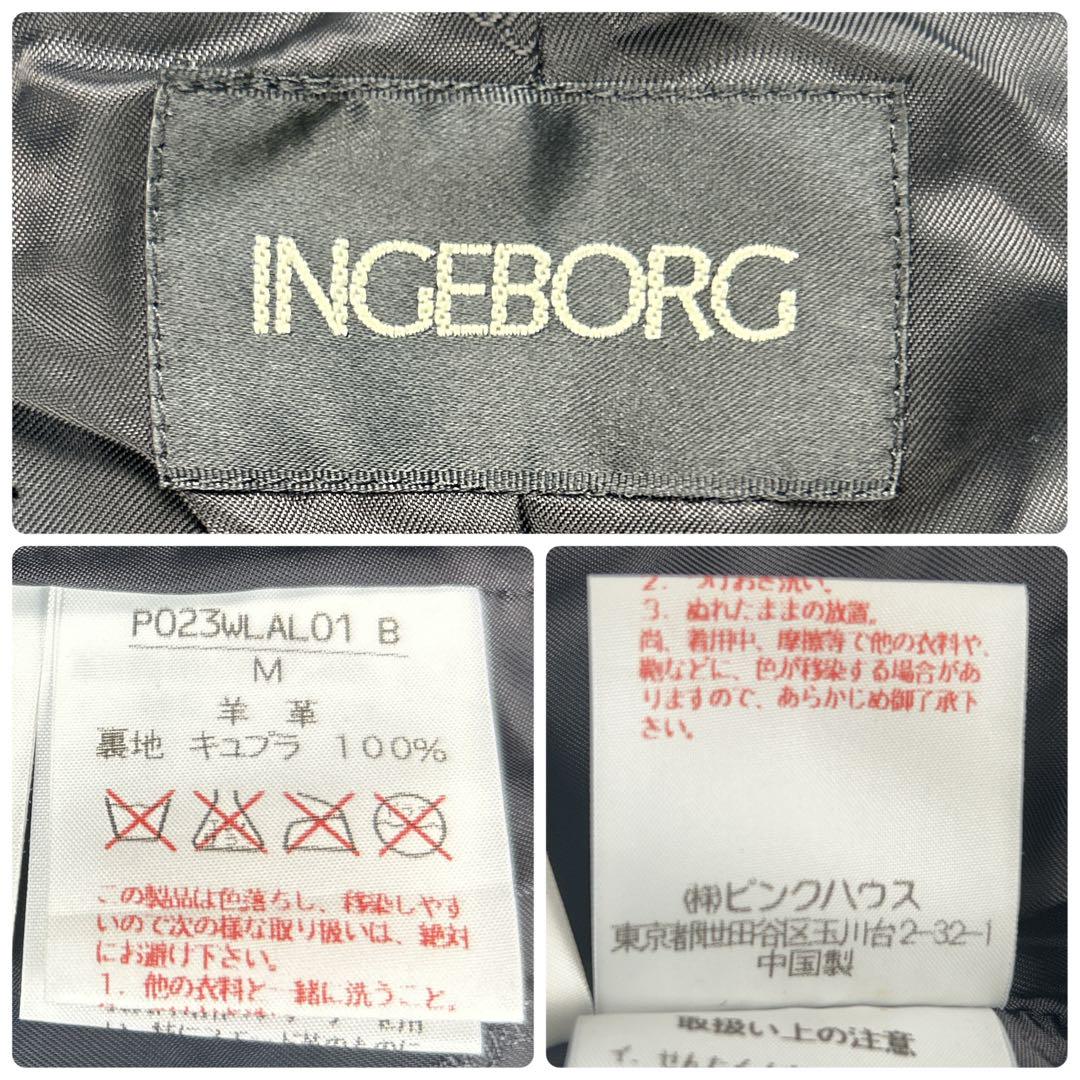 INGEBORG
P023WLAL01 B
M
羊 革
裏地 キュプラ 100%
この製品は色落ちし、移染しやす
いので次の様な取り扱いは、絶対
にお避け下さい。
1. 他の衣料と一緒に洗うこと。
2. つけおき洗い。
3. ぬれたままの放置。
尚、着用中、摩擦等で他の衣料や、
鞄などに、色が移染する場合があ
りますので、あらかじめ御了承下
さい。
㈱ピンクハウス
東京都世田谷区玉川台2-32-1
中国製
取扱い上の注意